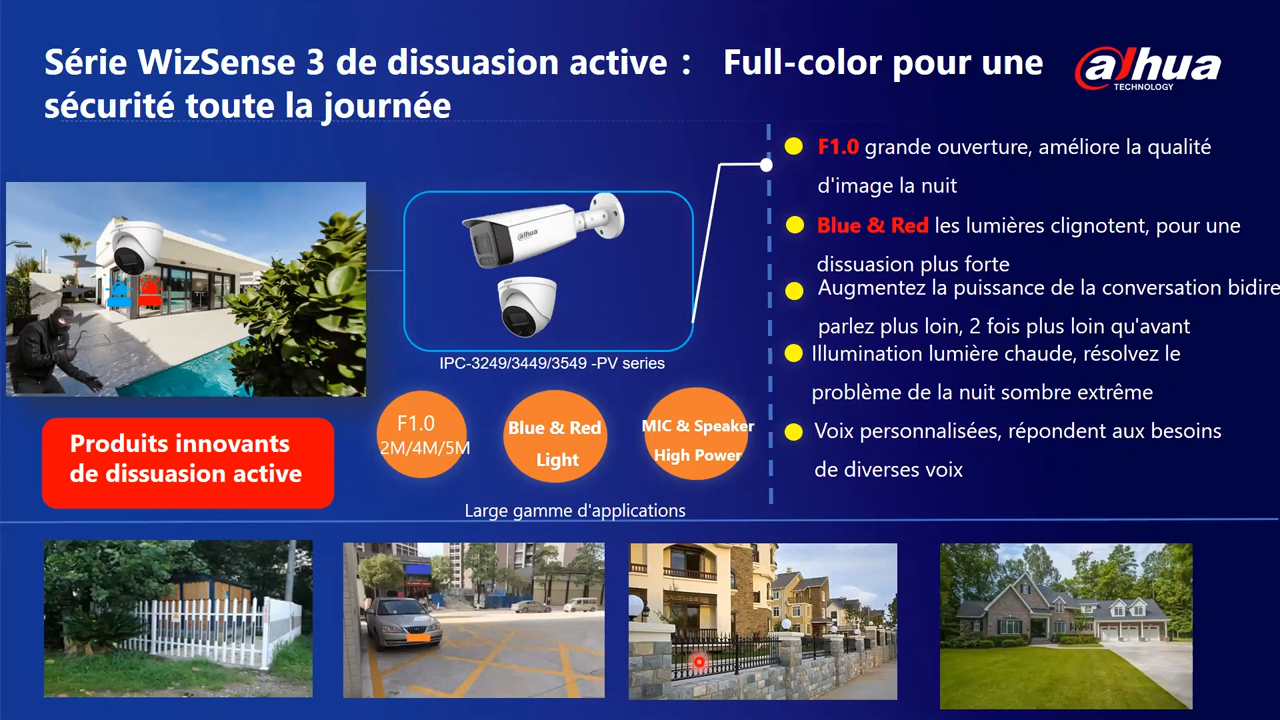 Série WizSense 3 de dissuasion active： Full-color pour une
sécurité toute la journée
alhua
TECHNOLOGY
F1.0 grande ouverture, améliore la qualité
d'image la nuit
Blue & Red les lumières clignotent, pour une
dissuasion plus forte
Augmentez la puissance de la conversation bidire
parlez plus loin, 2 fois plus loin qu'avant
Illumination lumière chaude, résolvez le
problème de la nuit sombre extrême
Voix personnalisées, répondent aux besoins
de diverses voix
alhua
IPC-3249/3449/3549 -PV series
F1.0
2M/4M/5M
Blue & Red
Light
MIC & Speaker
High Power
Produits innovants
de dissuasion active
Large gamme d'applications